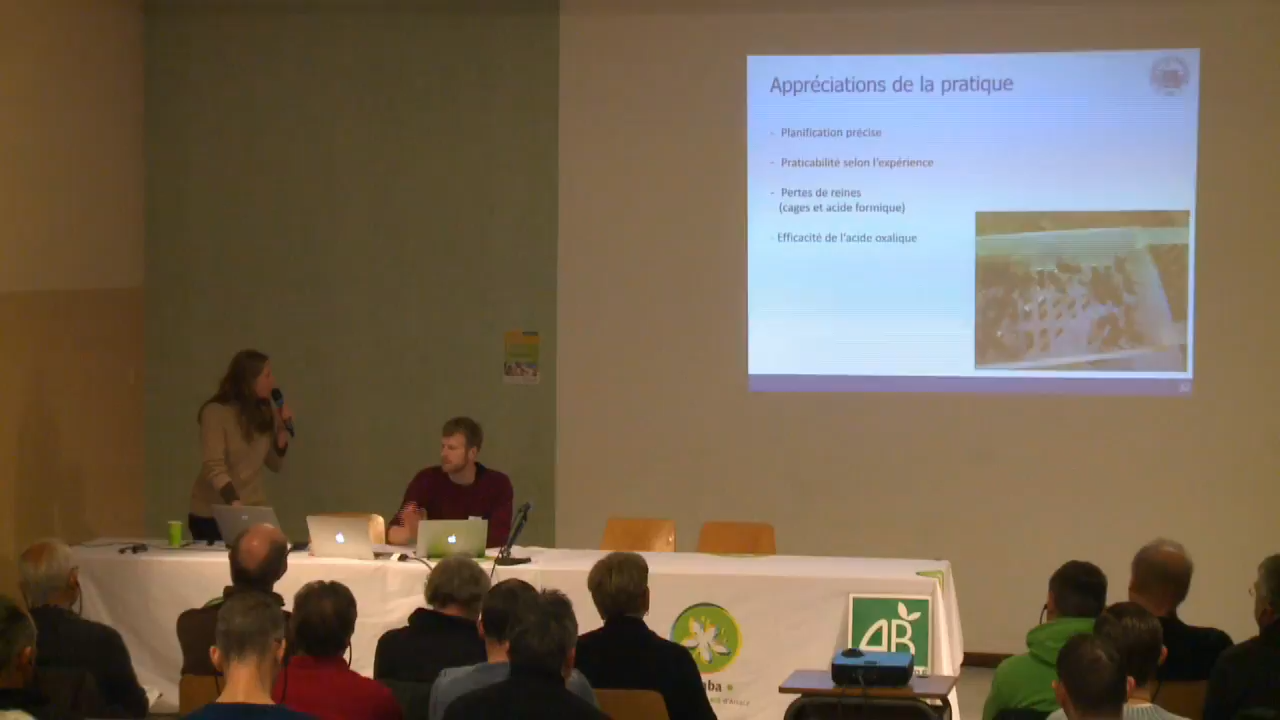 Appréciations de la pratique
- Planification précise
- Praticabilité selon l'expérience
- Pertes de reines
(cages et acide formique)
- Efficacité de l'acide oxalique
AB